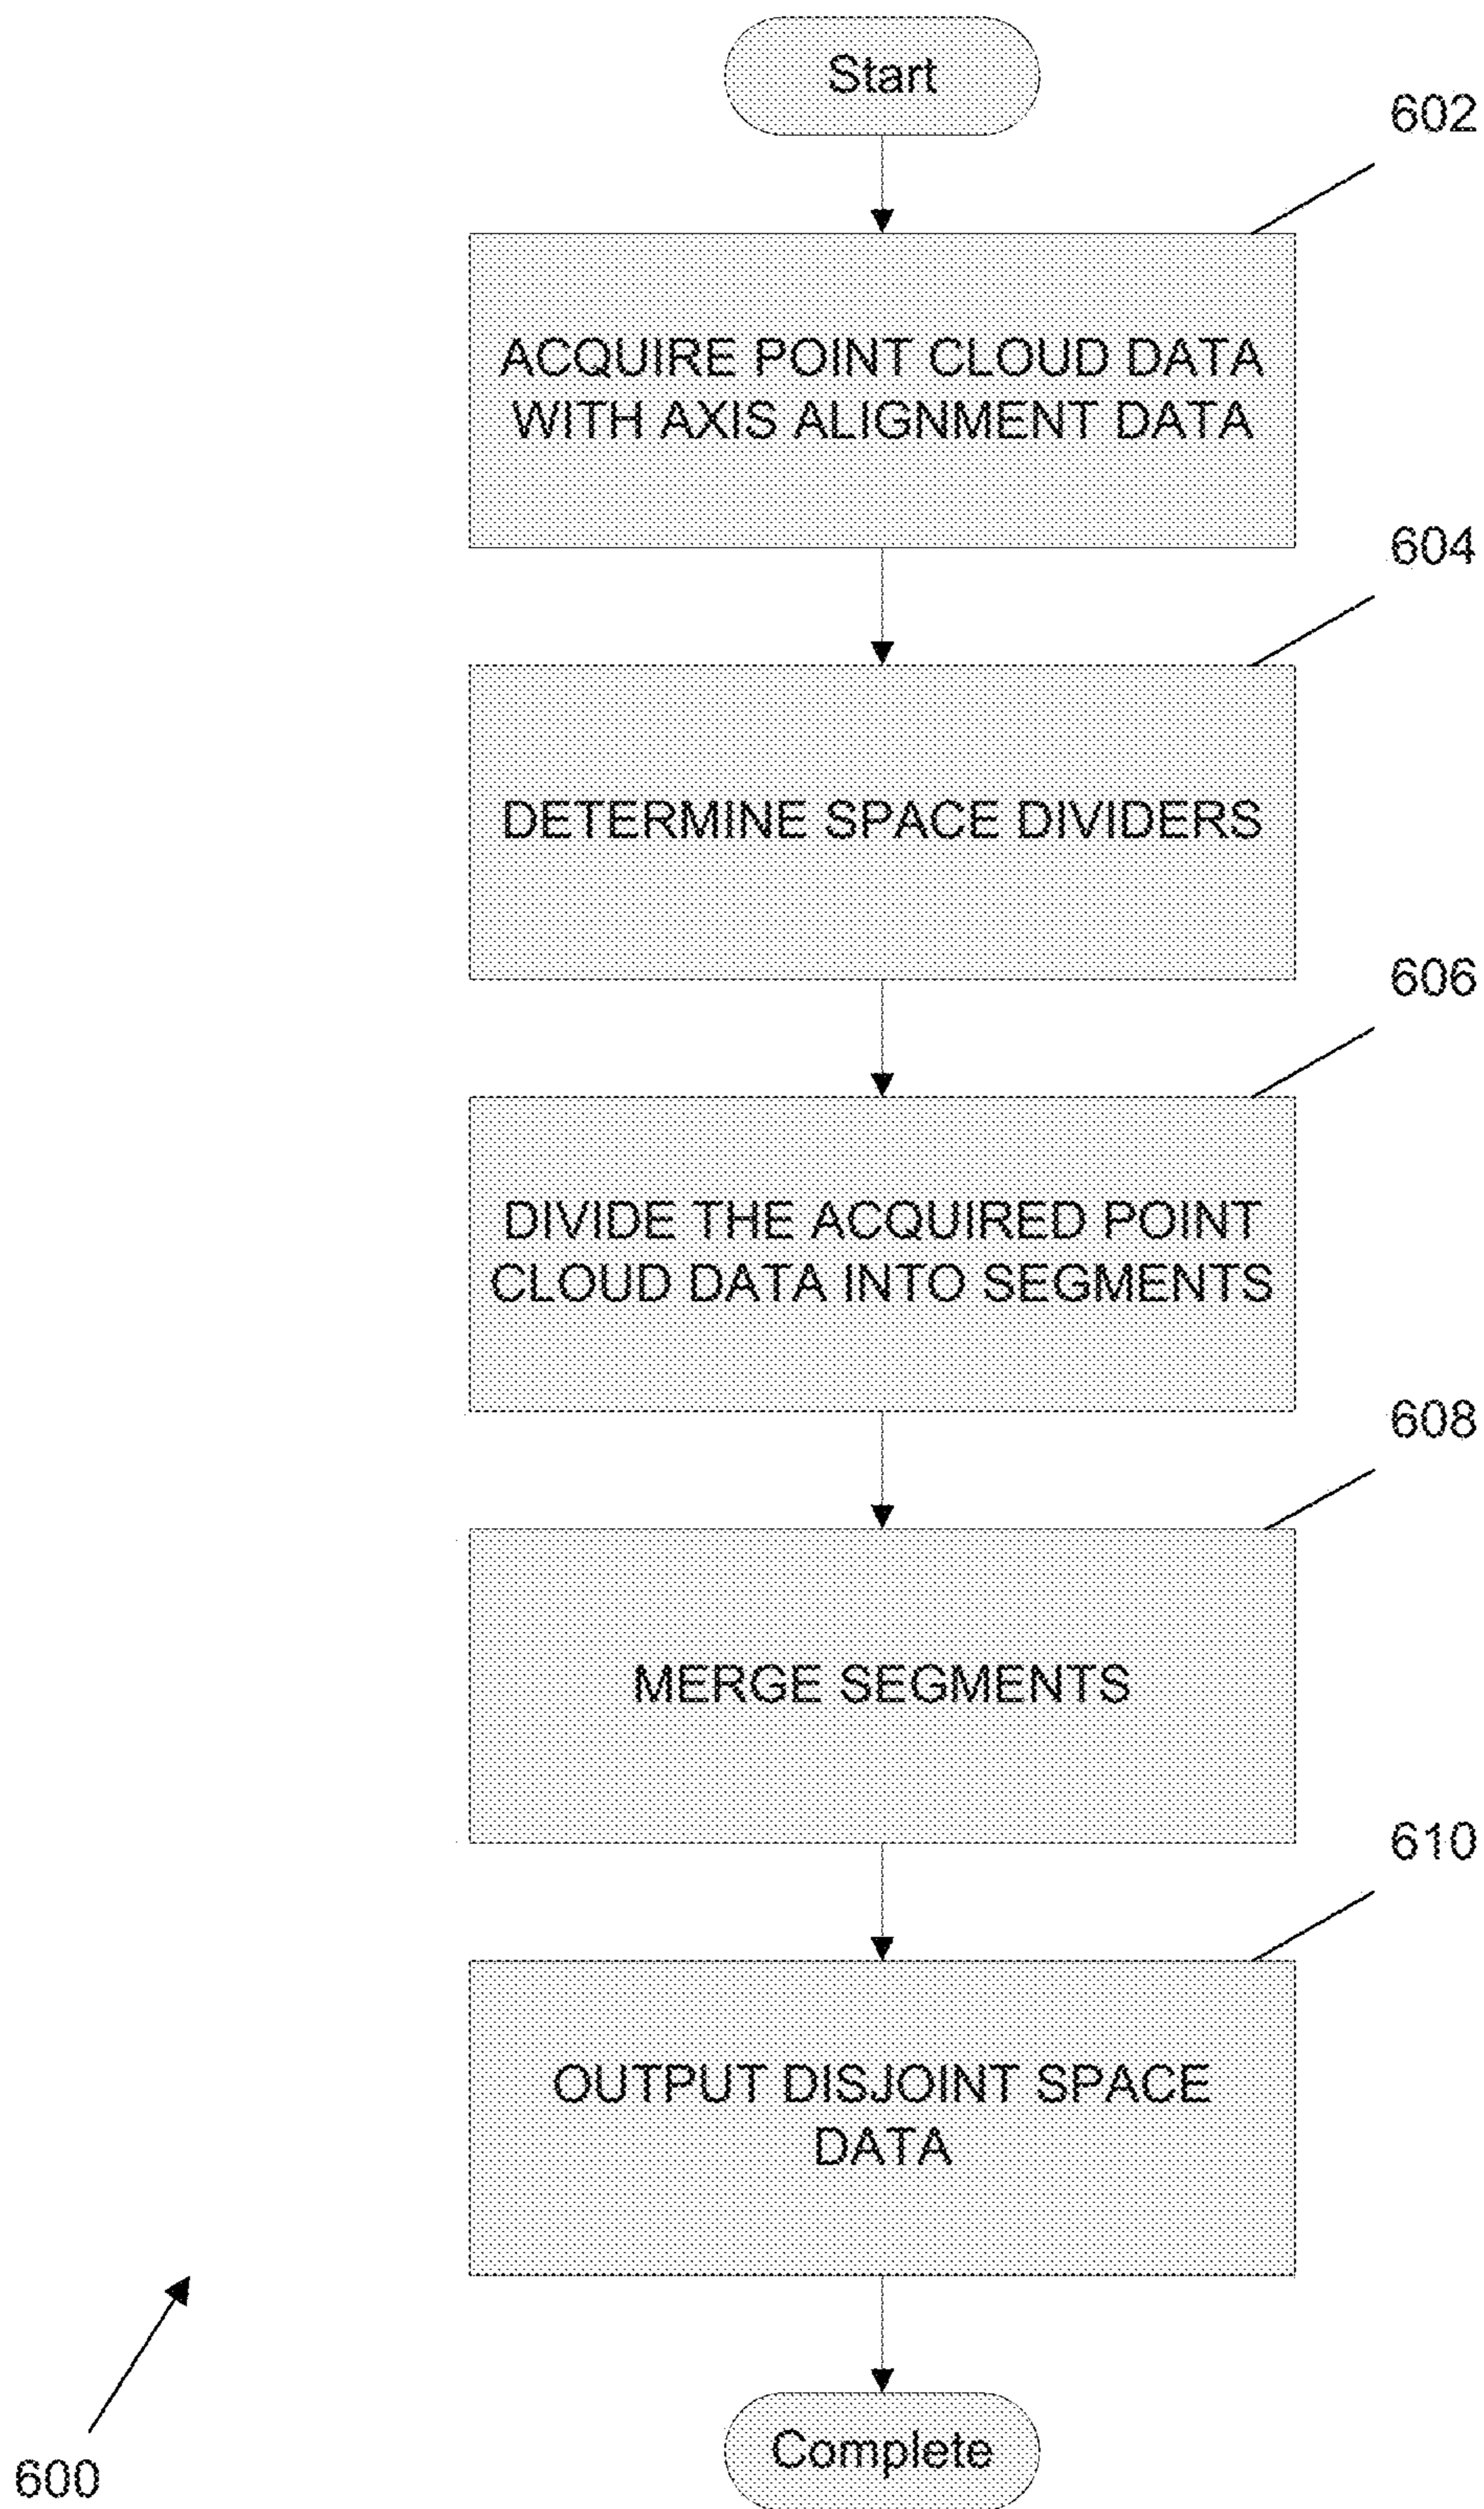 Start
602
ACQUIRE POINT CLOUD DATA
WITH AXIS ALIGNMENT DATA
604
DETERMINE SPACE DIVIDERS
606
DIVIDE THE ACQUIRED POINT
CLOUD DATA INTO SEGMENTS
608
MERGE SEGMENTS
610
OUTPUT DISJOINT SPACE
DATA
Complete
600